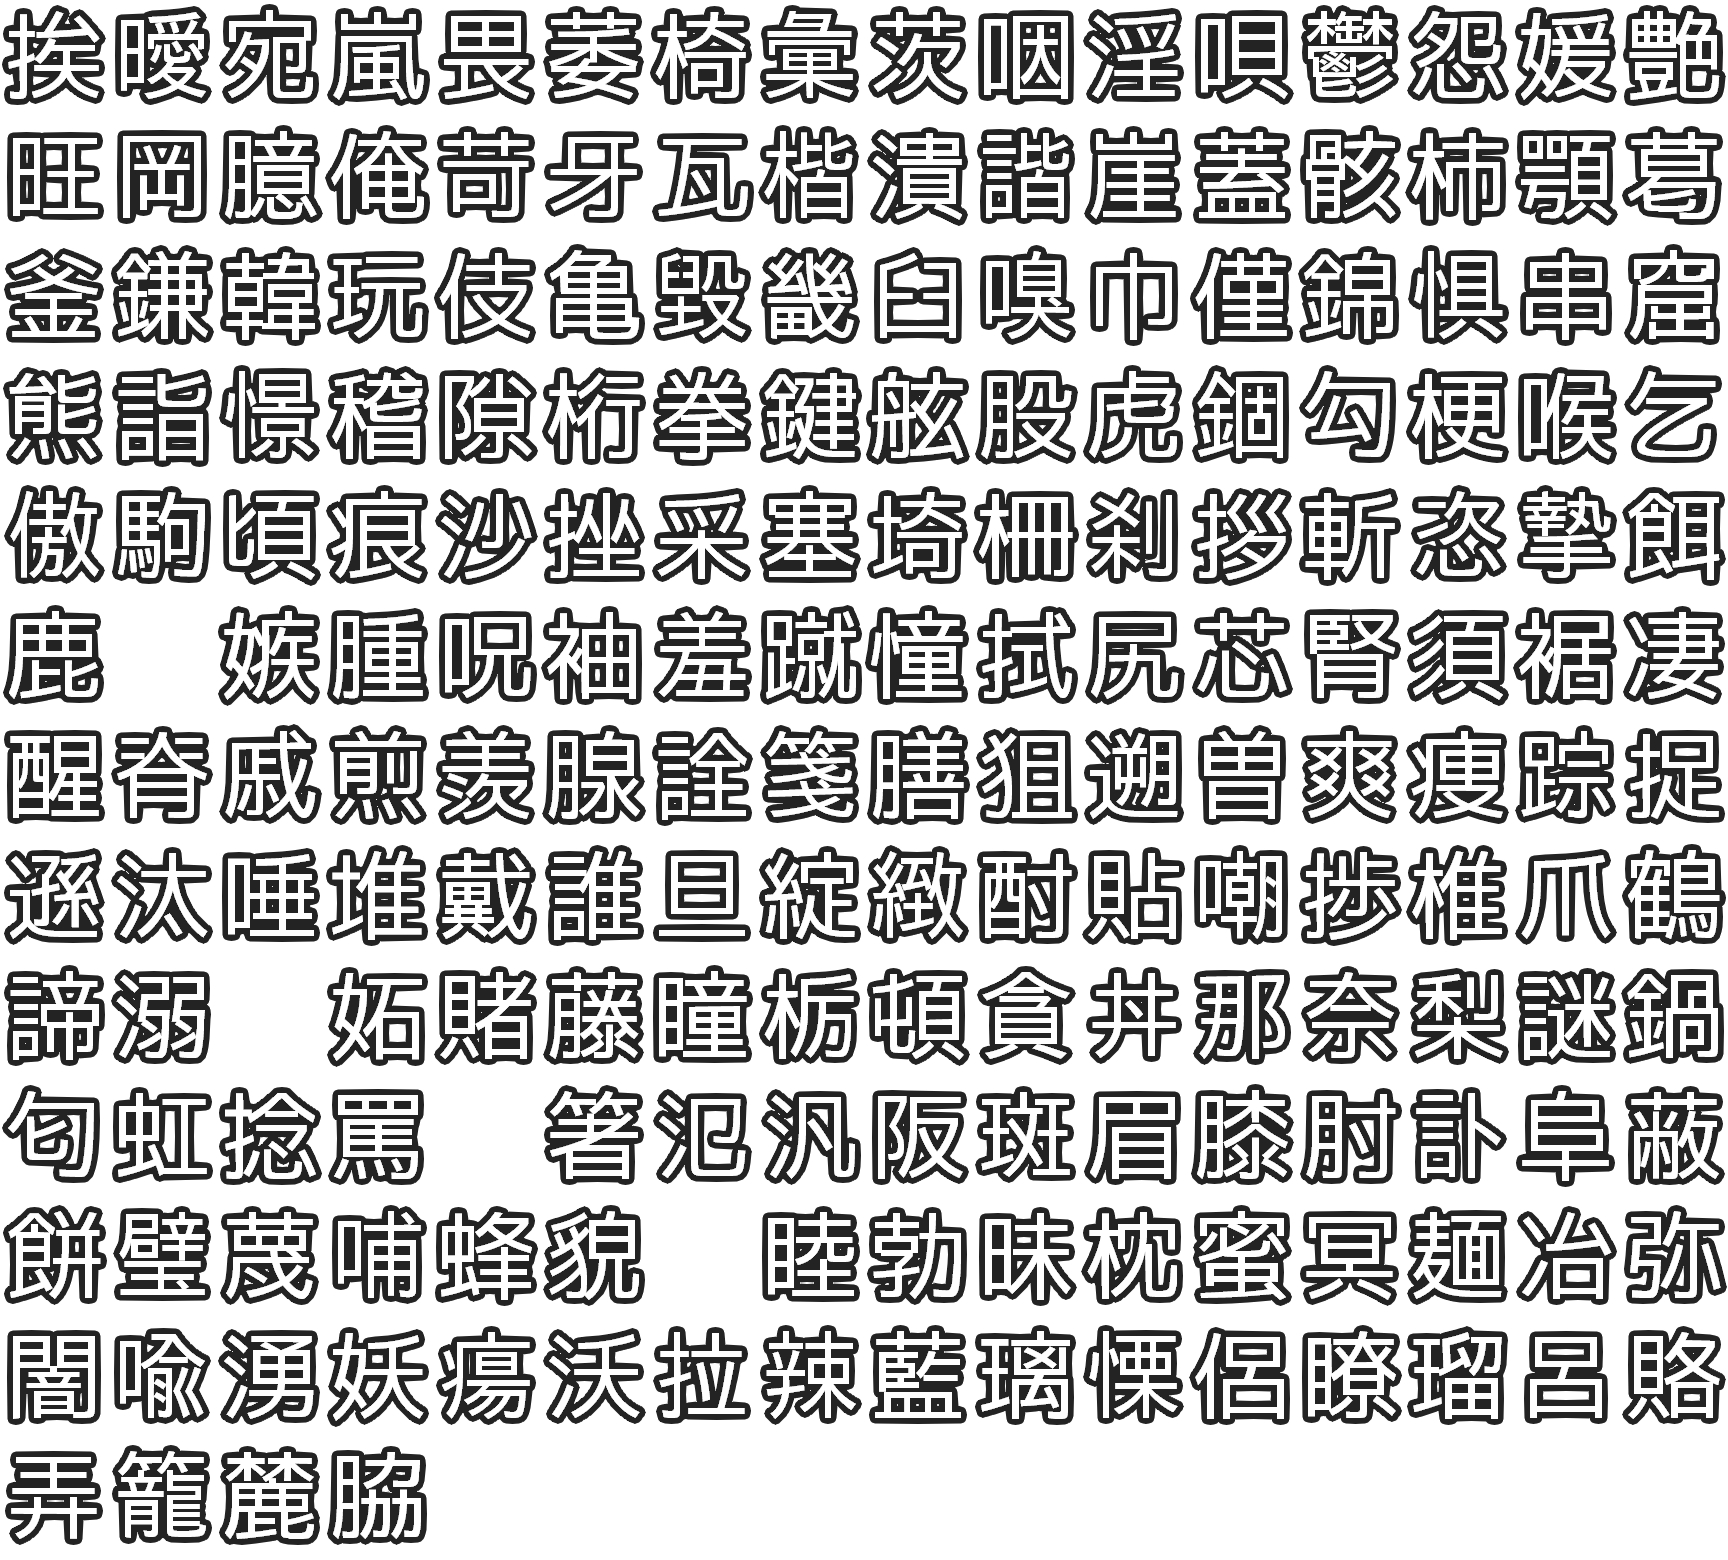 挨曖宛嵐畏萎椅彙茨咽淫唄鬱怨媛艶
旺岡臆俺苛牙瓦楷潰諧崖蓋骸柿顎葛
釜鎌韓玩伎亀毀畿臼嗅巾僅錦惧串窟
熊詣憬稽隙桁拳鍵舷股虎錮勾梗喉乞
傲駒頃痕沙挫采塞埼柵刹拶斬恣摯餌
鹿 嫉腫呪袖羞蹴憧拭尻芯腎須裾凄
醒脊戚煎羨腺詮箋膳狙遡曽爽痩踪捉
遜汰唾堆戴誰旦綻緻酎貼嘲捗椎爪鶴
諦溺 妬賭藤瞳栃頓貪丼那奈梨謎鍋
匂虹捻罵 箸氾汎阪斑眉膝肘訃阜蔽
餅璧蔑哺蜂貌 睦勃昧枕蜜冥麺冶弥
闇喩湧妖瘍沃拉辣藍璃慄侶瞭瑠呂賂
弄籠麓脇